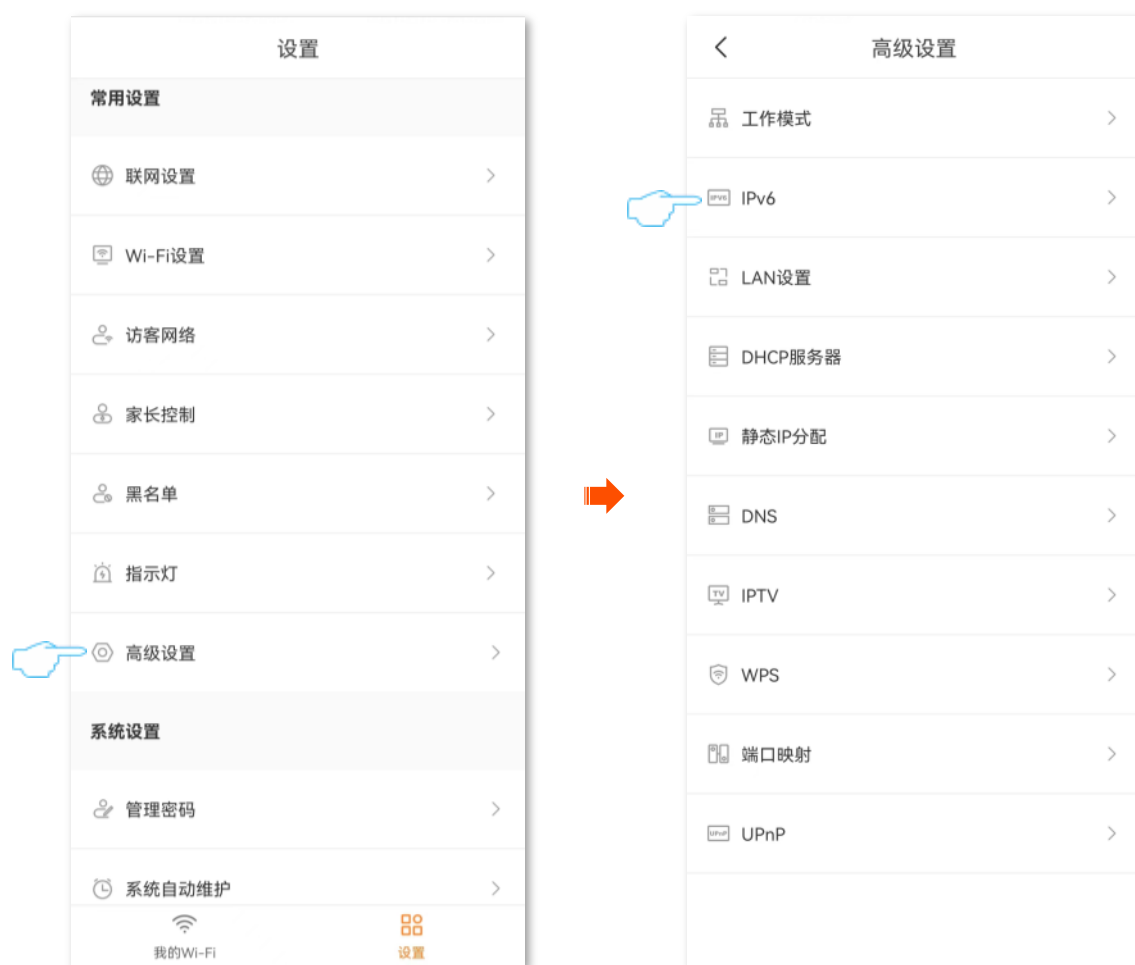 设置
常用设置
联网设置
Wi-Fi设置
访客网络
家长控制
黑名单
指示灯
高级设置
系统设置
管理密码
系统自动维护
我的Wi-Fi
设置
高级设置
工作模式
IPV6 IPv6
LAN设置
DHCP服务器
IP 静态IP分配
DNS
TV IPTV
WPS
端口映射
UPnP UPnP